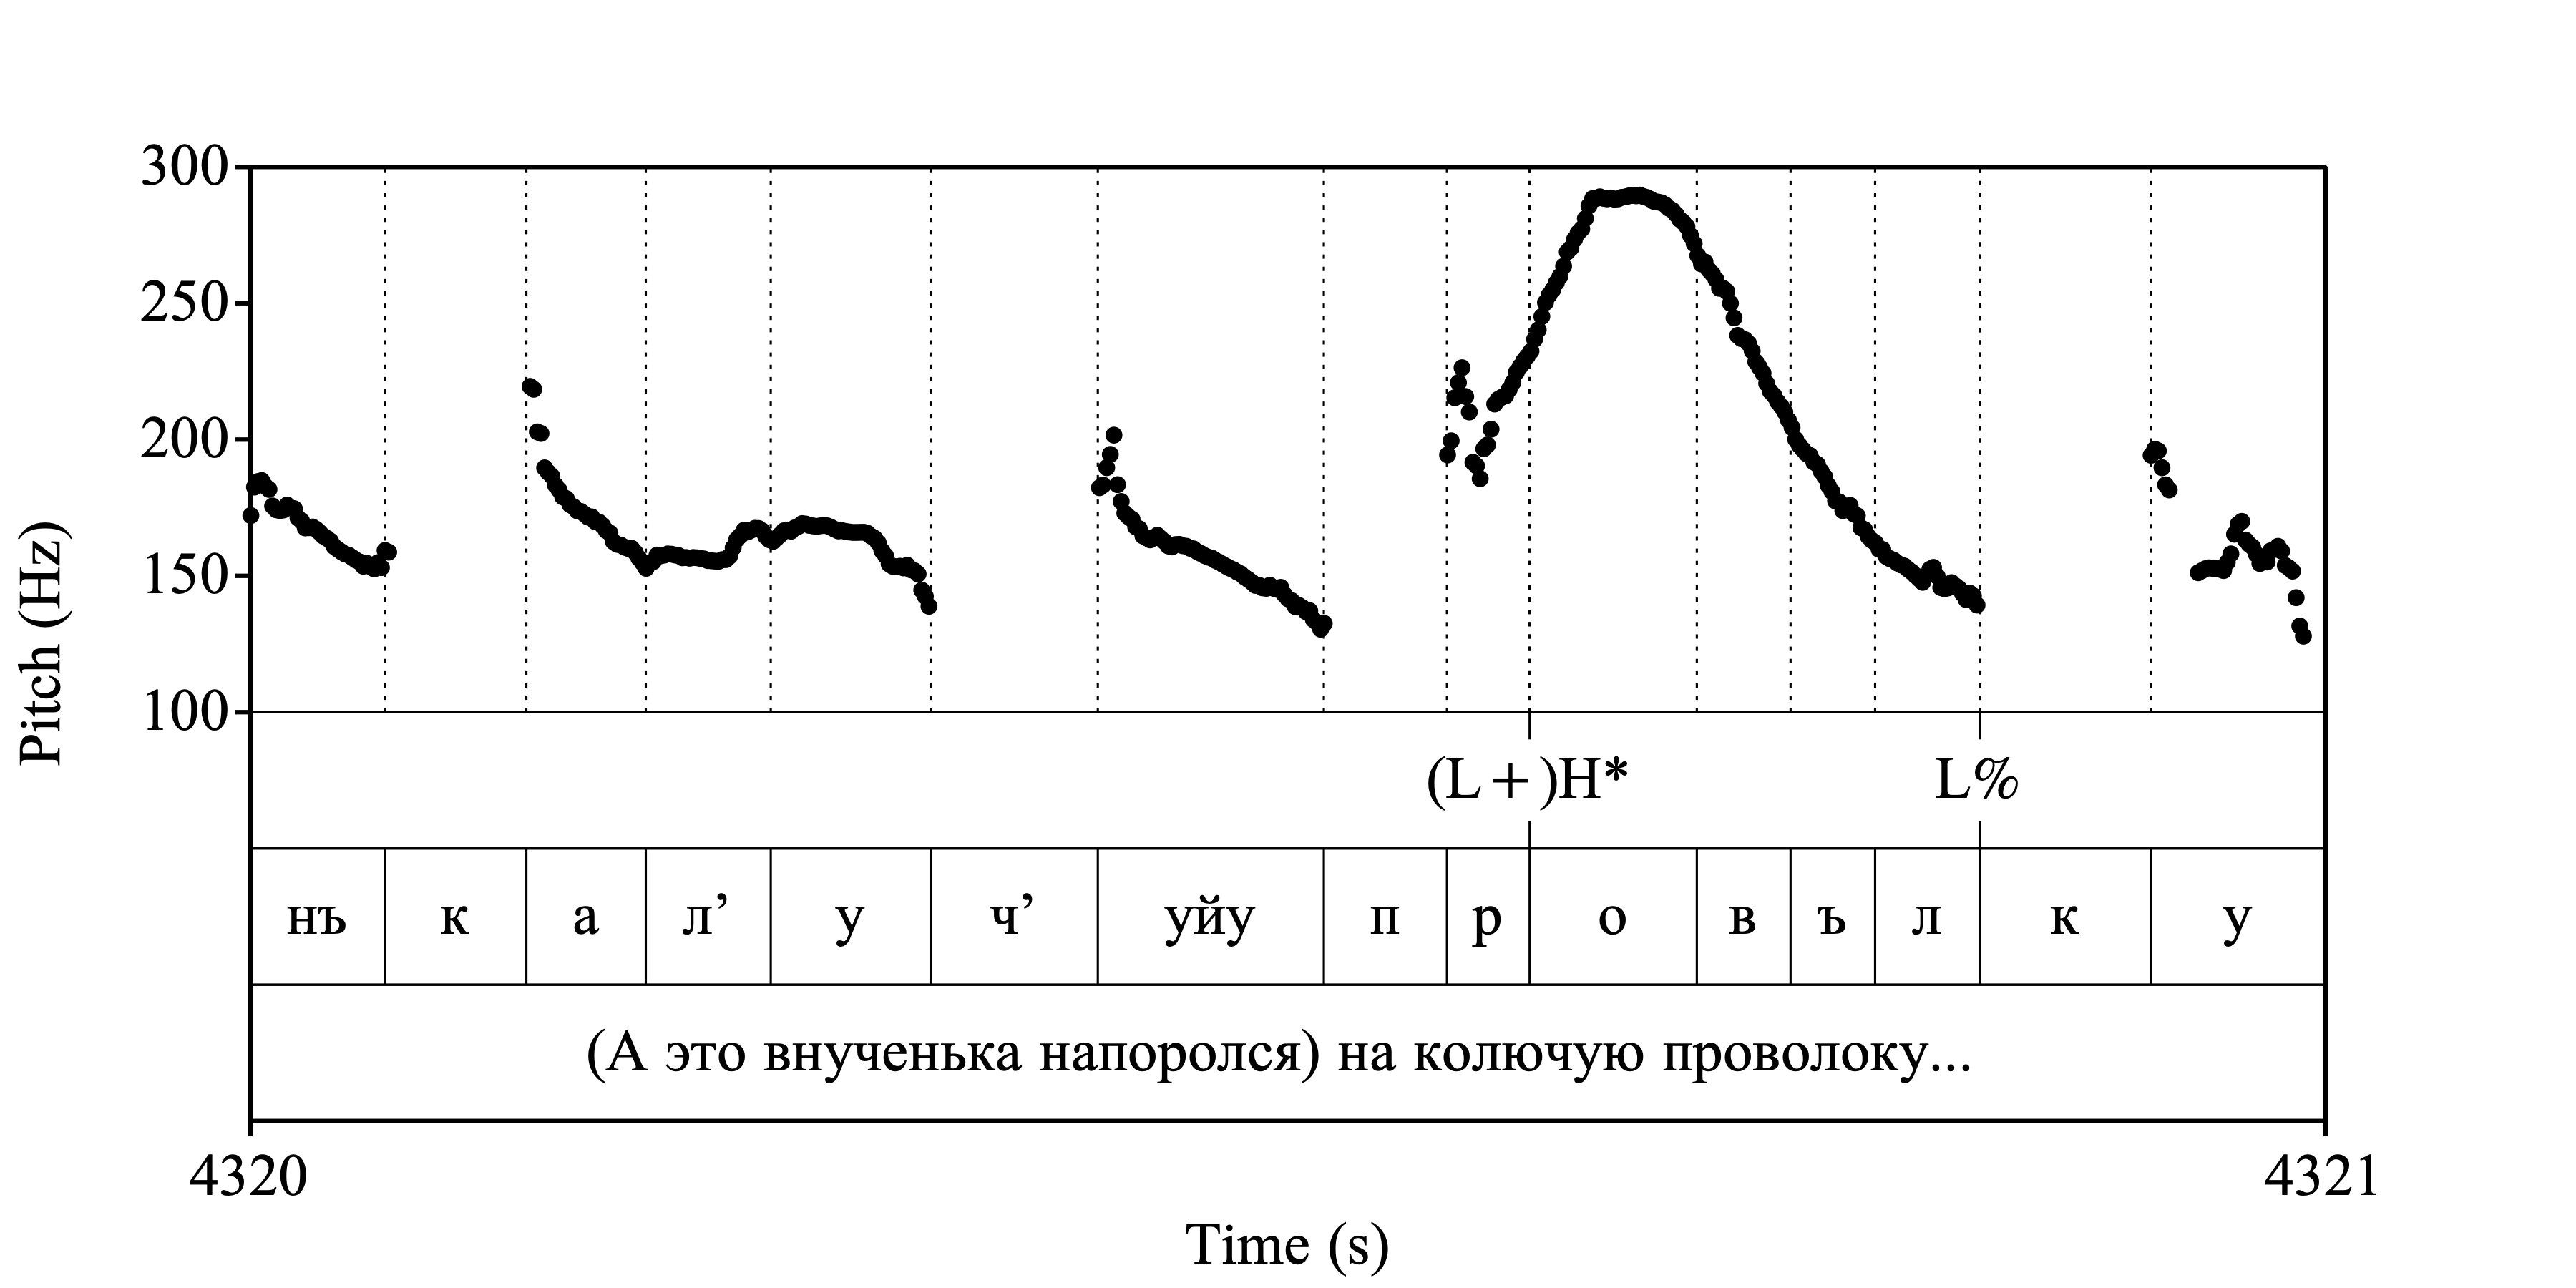 300
250
200
150
100
Pitch (Hz)
(L+)H* L%
нъ к а л’ у ч’ уйу п р о в ъ л к у
(А это внученька напоролся) на колючую проволоку...
4320 4321
Time (s)